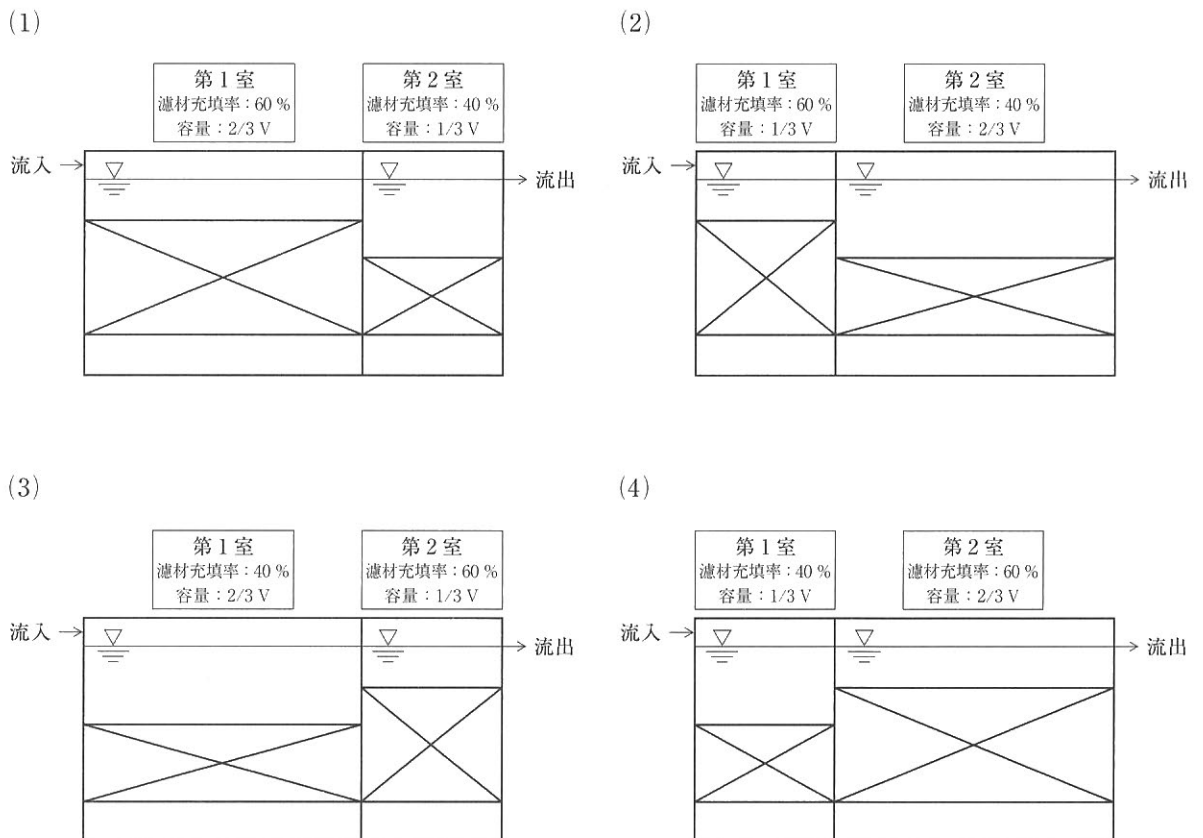 (1)
第1室
濾材充填率：60 %
容量：2/3 V
第2室
濾材充填率：40 %
容量：1/3 V
流入
流出
(2)
第1室
濾材充填率：60 %
容量：1/3 V
第2室
濾材充填率：40 %
容量：2/3 V
流入
流出
(3)
第1室
濾材充填率：40 %
容量：2/3 V
第2室
濾材充填率：60 %
容量：1/3 V
流入
流出
(4)
第1室
濾材充填率：40 %
容量：1/3 V
第2室
濾材充填率：60 %
容量：2/3 V
流入
流出